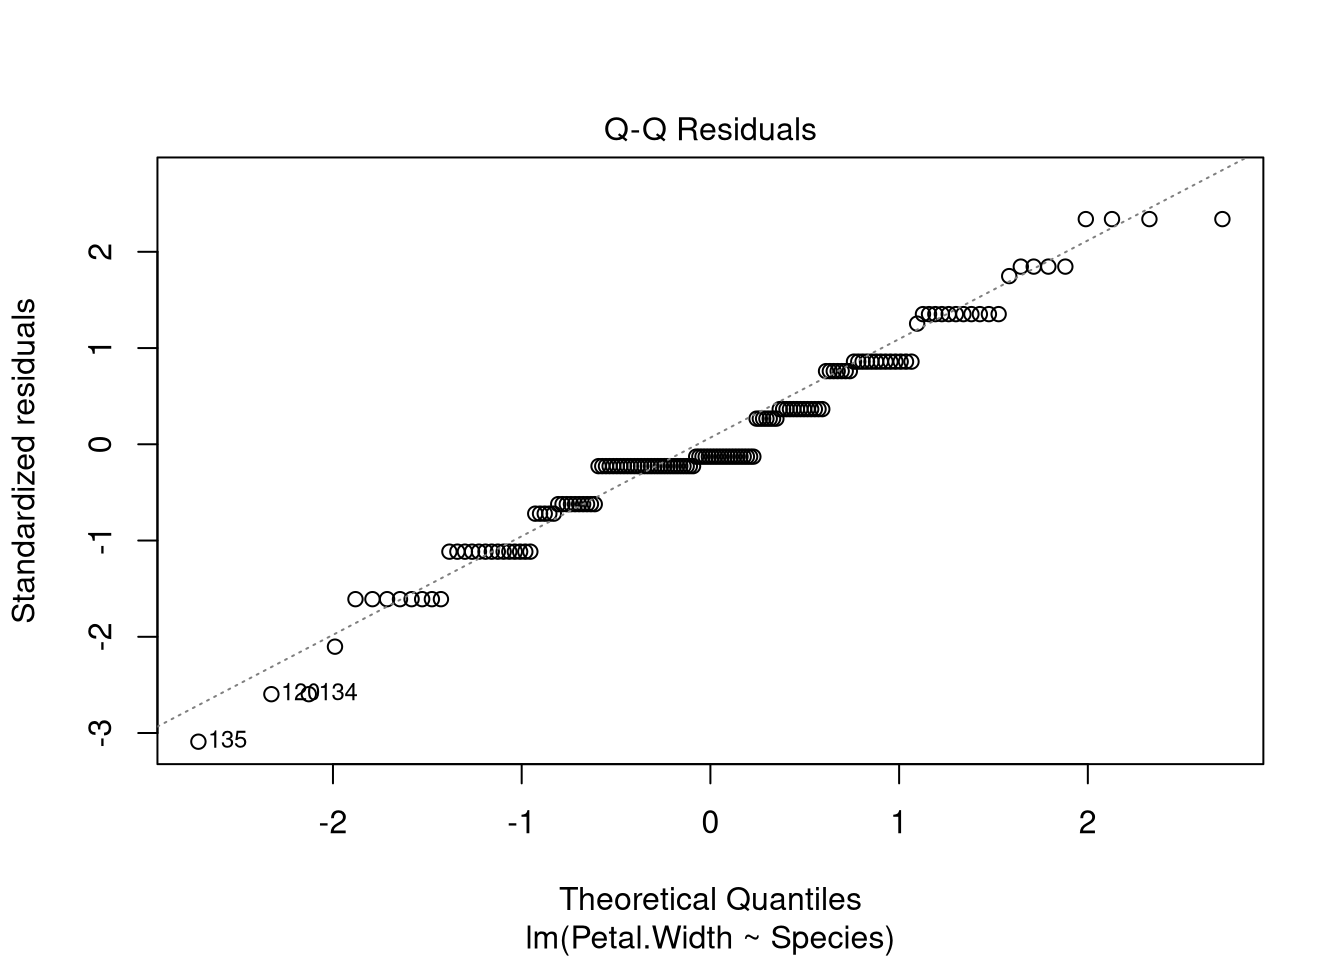 Q-Q Residuals
Standardized residuals
2
1
0
-1
-2
-3
120
134
135
-2 -1 0 1 2
Theoretical Quantiles
lm(Petal.Width ~ Species)